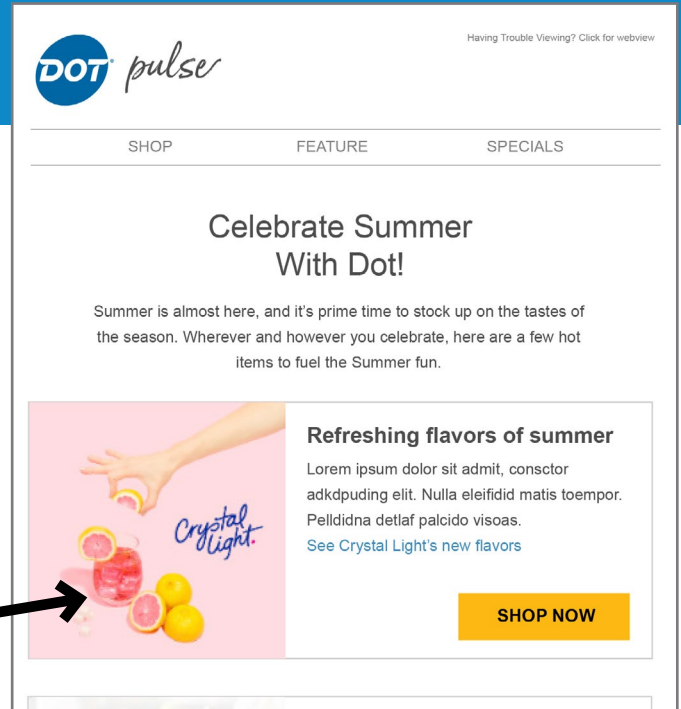 Having Trouble Viewing? Click for webview
DOT pulse
SHOP FEATURE SPECIALS
Celebrate Summer
With Dot!
Summer is almost here, and it's prime time to stock up on the tastes of
the season. Wherever and however you celebrate, here are a few hot
items to fuel the Summer fun.
Crystal
Light.
Refreshing flavors of summer
Lorem ipsum dolor sit admit, consctor
adkdpuding elit. Nulla eleifidid matis toempor.
Pelldidna detlaf palcido visoas.
See Crystal Light's new flavors
SHOP NOW